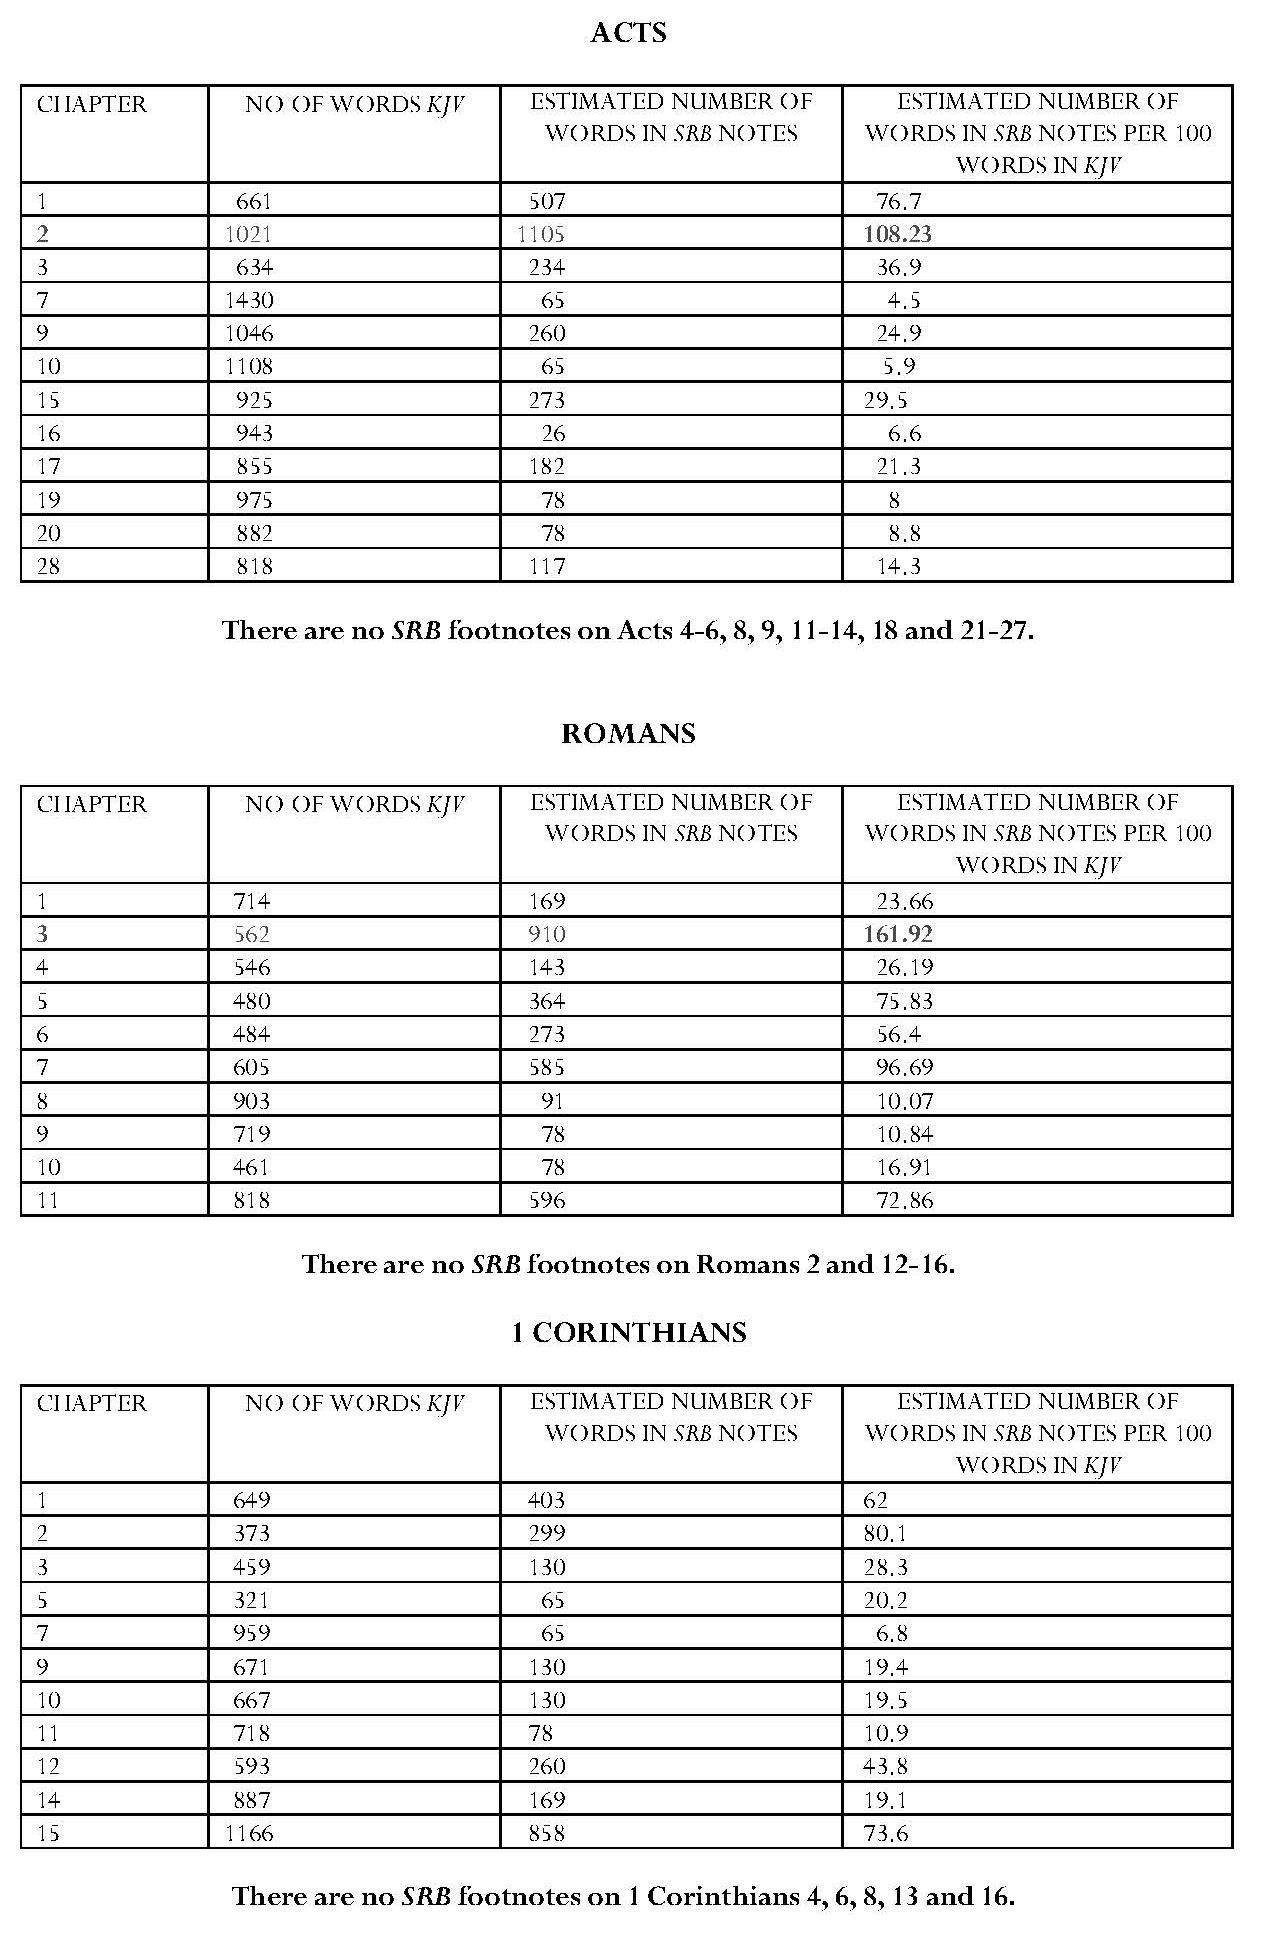 ACTS
CHAPTER NO OF WORDS KJV ESTIMATED NUMBER OF WORDS IN SRB NOTES ESTIMATED NUMBER OF WORDS IN SRB NOTES PER 100 WORDS IN KJV
1 661 507 76.7
2 1021 1105 108.23
3 634 234 36.9
7 1430 65 4.5
9 1046 260 24.9
10 1108 65 5.9
15 925 273 29.5
16 943 26 6.6
17 855 182 21.3
19 975 78 8
20 882 78 8.8
28 818 117 14.3
There are no SRB footnotes on Acts 4-6, 8, 9, 11-14, 18 and 21-27.
ROMANS
CHAPTER NO OF WORDS KJV ESTIMATED NUMBER OF WORDS IN SRB NOTES ESTIMATED NUMBER OF WORDS IN SRB NOTES PER 100 WORDS IN KJV
1 714 169 23.66
3 562 910 161.92
4 546 143 26.19
5 480 364 75.83
6 484 273 56.4
7 605 585 96.69
8 903 91 10.07
9 719 78 10.84
10 461 78 16.91
11 818 596 72.86
There are no SRB footnotes on Romans 2 and 12-16.
1 CORINTHIANS
CHAPTER NO OF WORDS KJV ESTIMATED NUMBER OF WORDS IN SRB NOTES ESTIMATED NUMBER OF WORDS IN SRB NOTES PER 100 WORDS IN KJV
1 649 403 62
2 373 299 80.1
3 459 130 28.3
5 321 65 20.2
7 959 65 6.8
9 671 130 19.4
10 667 130 19.5
11 718 78 10.9
12 593 260 43.8
14 887 169 19.1
15 1166 858 73.6
There are no SRB footnotes on 1 Corinthians 4, 6, 8, 13 and 16.